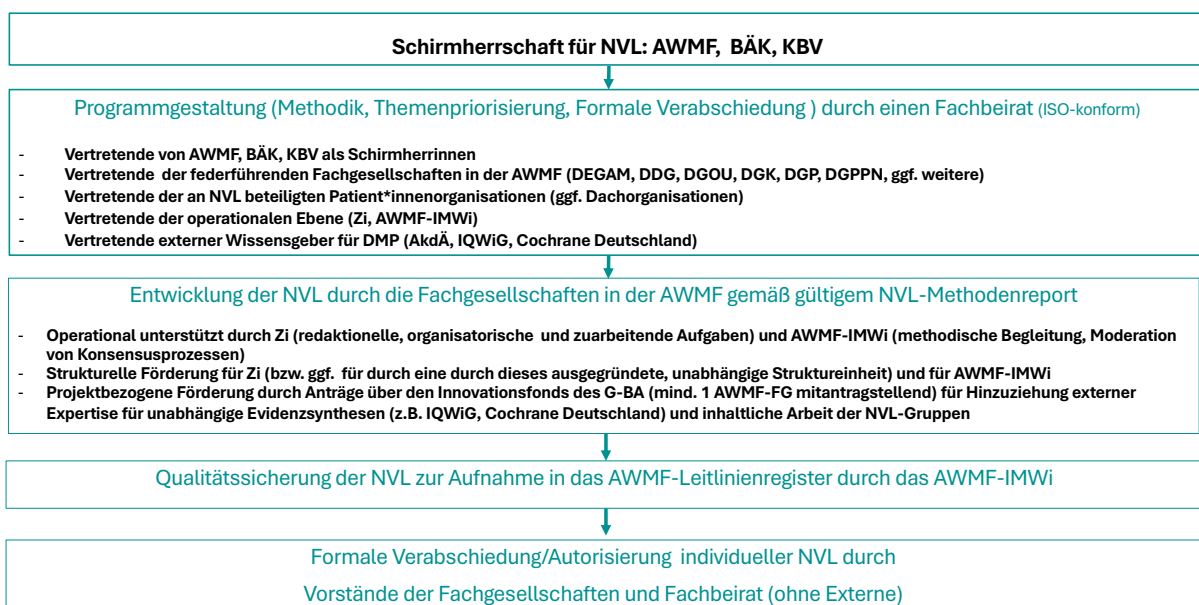 Schirmherrschaft für NVL: AWMF, BÄK, KBV
Programmgestaltung (Methodik, Themenpriorisierung, Formale Verabschiedung ) durch einen Fachbeirat (ISO-konform)
- Vertretende von AWMF, BÄK, KBV als Schirmherrinnen
- Vertretende der federführenden Fachgesellschaften in der AWMF (DEGAM, DDG, DGOU, DGK, DGP, DGPPN, ggf. weitere)
- Vertretende der an NVL beteiligten Patient*innenorganisationen (ggf. Dachorganisationen)
- Vertretende der operationalen Ebene (Zi, AWMF-IMWi)
- Vertretende externer Wissensgeber für DMP (AkdÄ, IQWiG, Cochrane Deutschland)
Entwicklung der NVL durch die Fachgesellschaften in der AWMF gemäß gültigem NVL-Methodenreport
- Operational unterstützt durch Zi (redaktionelle, organisatorische und zuarbeitende Aufgaben) und AWMF-IMWi (methodische Begleitung, Moderation
von Konsensusprozessen)
- Strukturelle Förderung für Zi (bzw. ggf. für durch eine durch dieses ausgegründete, unabhängige Struktureinheit) und für AWMF-IMWi
- Projektbezogene Förderung durch Anträge über den Innovationsfonds des G-BA (mind. 1 AWMF-FG mitantragstellend) für Hinzuziehung externer
Expertise für unabhängige Evidenzsynthesen (z.B. IQWiG, Cochrane Deutschland) und inhaltliche Arbeit der NVL-Gruppen
Qualitätssicherung der NVL zur Aufnahme in das AWMF-Leitlinienregister durch das AWMF-IMWi
Formale Verabschiedung/Autorisierung individueller NVL durch
Vorstände der Fachgesellschaften und Fachbeirat (ohne Externe)